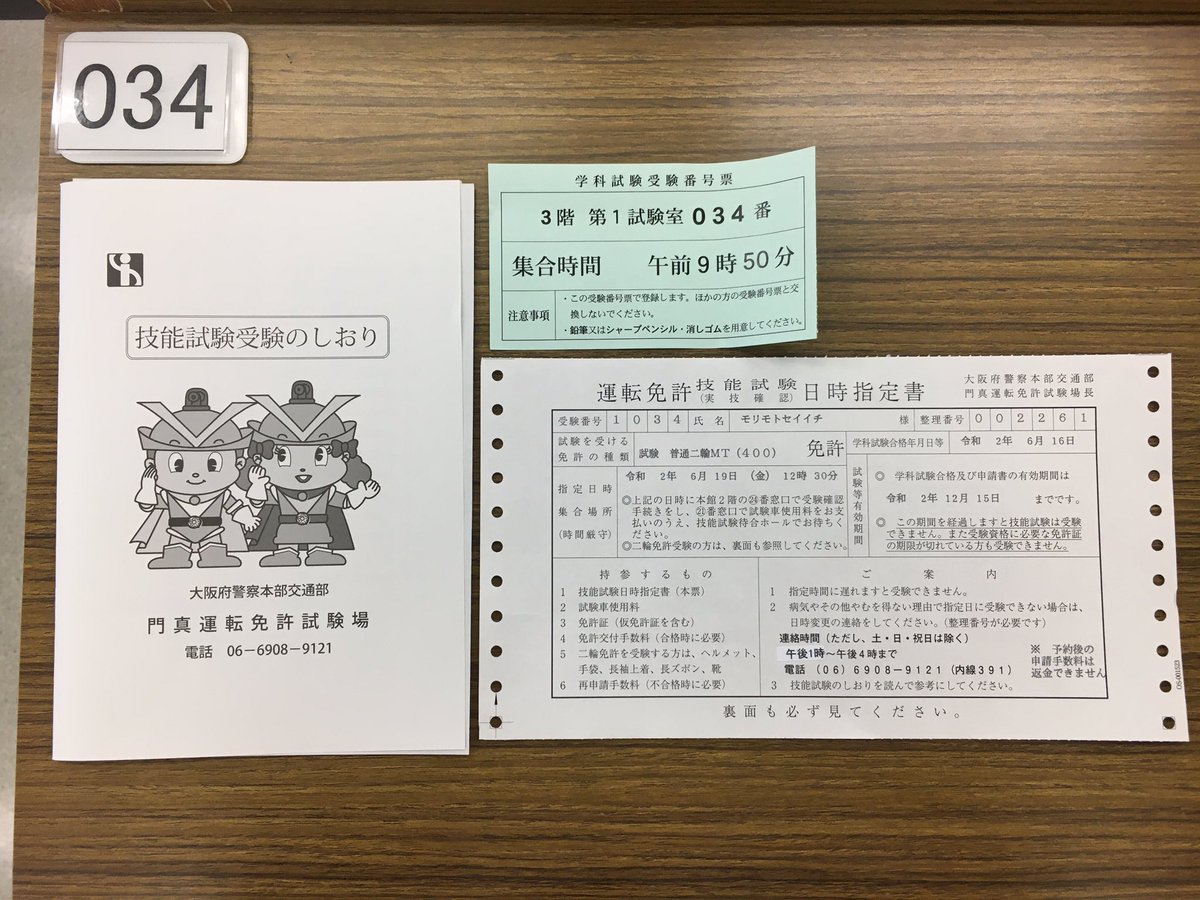 034
技能試験受験のしおり
大阪府警察本部交通部
門真運転免許試験場
電話 06－6908－9121
学科試験受験番号票
3階 第1試験室 034番
集合時間 午前9時50分
注意事項
・この受験番号票で登録します。ほかの方の受験番号票と交
換しないでください。
・鉛筆又はシャープペンシル・消しゴムを用意してください。
運転免許 技能試験 (実技確認) 日時指定書
大阪府警察本部交通部
門真運転免許試験場長
受験番号 1034 氏名 モリモトセイイチ 様 整理番号 002261
試験を受ける
免許の種類
試験 普通二輪MT(400) 免許
学科試験合格年月日等 令和 2年 6月16日
指定日時
集合場所
(時間厳守)
令和 2年 6月19日 (金) 12時30分
◎上記の日時に本館2階の㉔番窓口で受験確認
手続きをし、㉑番窓口で試験車使用料をお支
払いのうえ、技能試験待合ホールでお待ちく
ださい。
◎二輪免許受験の方は、裏面も参照してください。
試験等有効期間
◎ 学科試験合格及び申請書の有効期間は
令和 2年12月15日 までです。
◎ この期間を経過しますと技能試験は受験
できません。また受験資格に必要な免許証
の期限が切れている方も受験できません。
持参するもの
1 技能試験日時指定書(本票)
2 試験車使用料
3 免許証(仮免許証を含む)
4 免許交付手数料(合格時に必要)
5 二輪免許を受験する方は、ヘルメット、
手袋、長袖上着、長ズボン、靴
6 再申請手数料(不合格時に必要)
ご案内
1 指定時間に遅れますと受験できません。
2 病気やその他やむを得ない理由で指定日に受験できない場合は、
日時変更の連絡をしてください。(整理番号が必要です)
連絡時間(ただし、土・日・祝日は除く)
午後1時～午後4時まで
電話 (06)6908－9121(内線391)
3 技能試験のしおりを読んで参考にしてください。
※ 予約後の
申請手数料は
返金できません
裏面も必ず見てください。